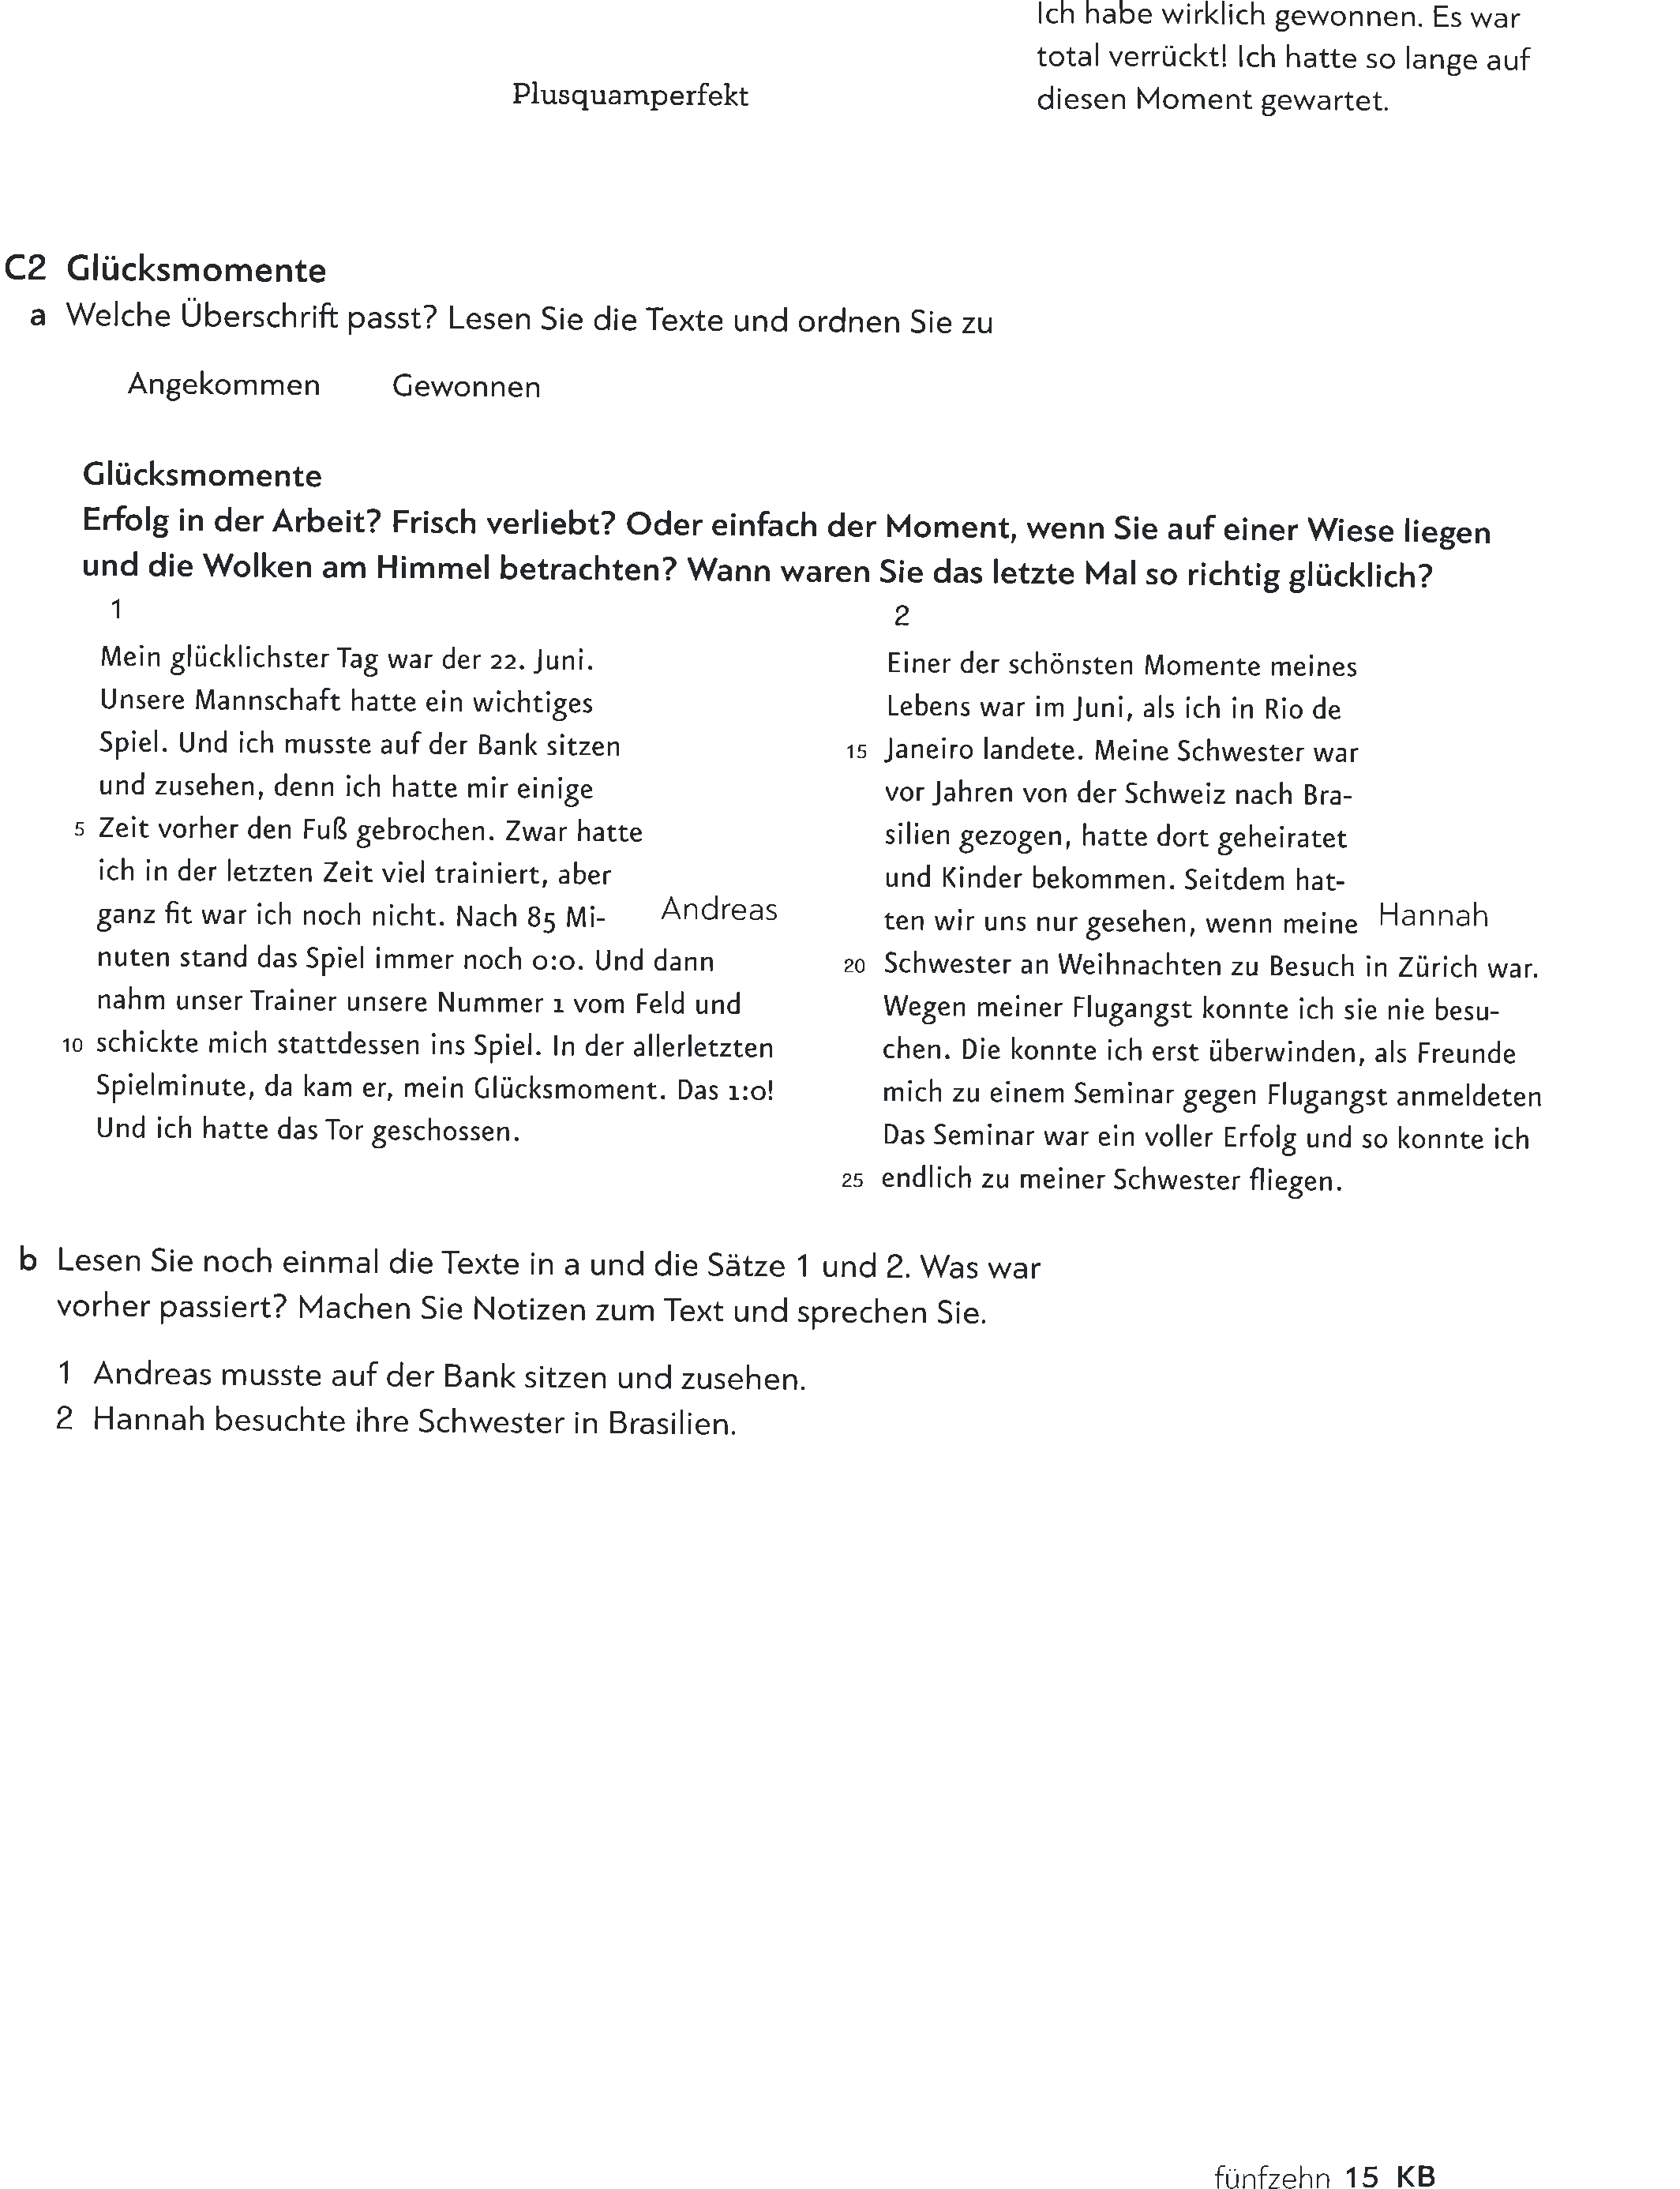 Ich habe wirklich gewonnen. Es war
total verrückt! Ich hatte so lange auf
diesen Moment gewartet.
Plusquamperfekt
C2 Glücksmomente
a Welche Überschrift passt? Lesen Sie die Texte und ordnen Sie zu
Angekommen Gewonnen
Glücksmomente
Erfolg in der Arbeit? Frisch verliebt? Oder einfach der Moment, wenn Sie auf einer Wiese liegen
und die Wolken am Himmel betrachten? Wann waren Sie das letzte Mal so richtig glücklich?
1
Mein glücklichster Tag war der 22. Juni.
Unsere Mannschaft hatte ein wichtiges
Spiel. Und ich musste auf der Bank sitzen
und zusehen, denn ich hatte mir einige
5 Zeit vorher den Fuß gebrochen. Zwar hatte
ich in der letzten Zeit viel trainiert, aber
ganz fit war ich noch nicht. Nach 85 Mi-
nuten stand das Spiel immer noch 0:0. Und dann
nahm unser Trainer unsere Nummer 1 vom Feld und
10 schickte mich stattdessen ins Spiel. In der allerletzten
Spielminute, da kam er, mein Glücksmoment. Das 1:0!
Und ich hatte das Tor geschossen.
Andreas
2
Einer der schönsten Momente meines
Lebens war im Juni, als ich in Rio de
15 Janeiro landete. Meine Schwester war
vor Jahren von der Schweiz nach Bra-
silien gezogen, hatte dort geheiratet
und Kinder bekommen. Seitdem hat-
ten wir uns nur gesehen, wenn meine
20 Schwester an Weihnachten zu Besuch in Zürich war.
Wegen meiner Flugangst konnte ich sie nie besu-
chen. Die konnte ich erst überwinden, als Freunde
mich zu einem Seminar gegen Flugangst anmeldeten
Das Seminar war ein voller Erfolg und so konnte ich
25 endlich zu meiner Schwester fliegen.
Hannah
b Lesen Sie noch einmal die Texte in a und die Sätze 1 und 2. Was war
vorher passiert? Machen Sie Notizen zum Text und sprechen Sie.
1 Andreas musste auf der Bank sitzen und zusehen.
2 Hannah besuchte ihre Schwester in Brasilien.
fünfzehn 15 KB